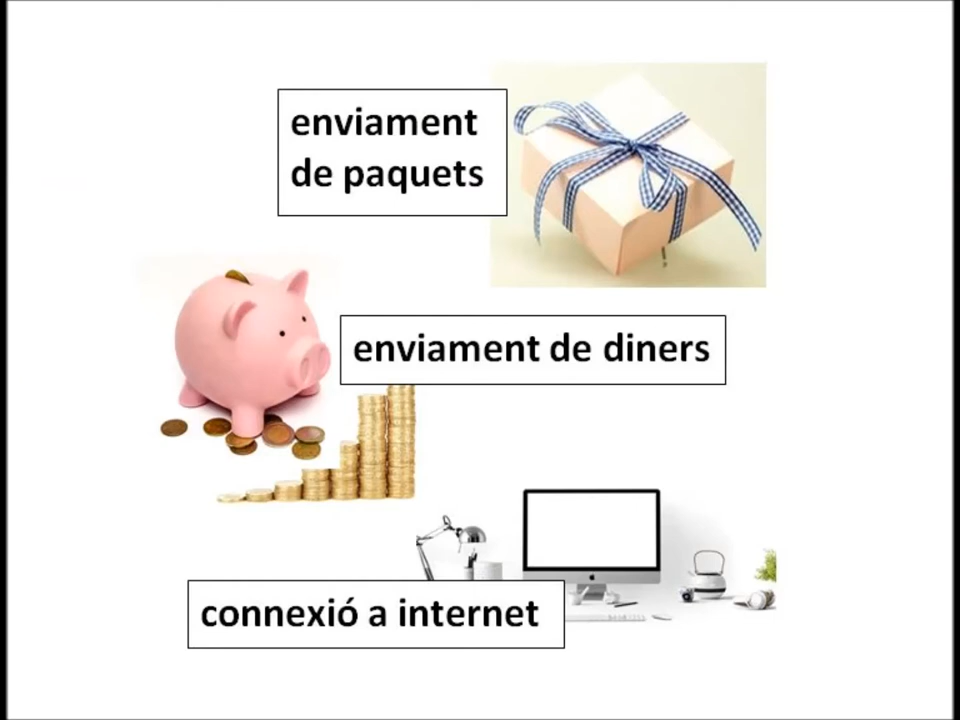 enviament
de paquets
enviament de diners
connexió a internet